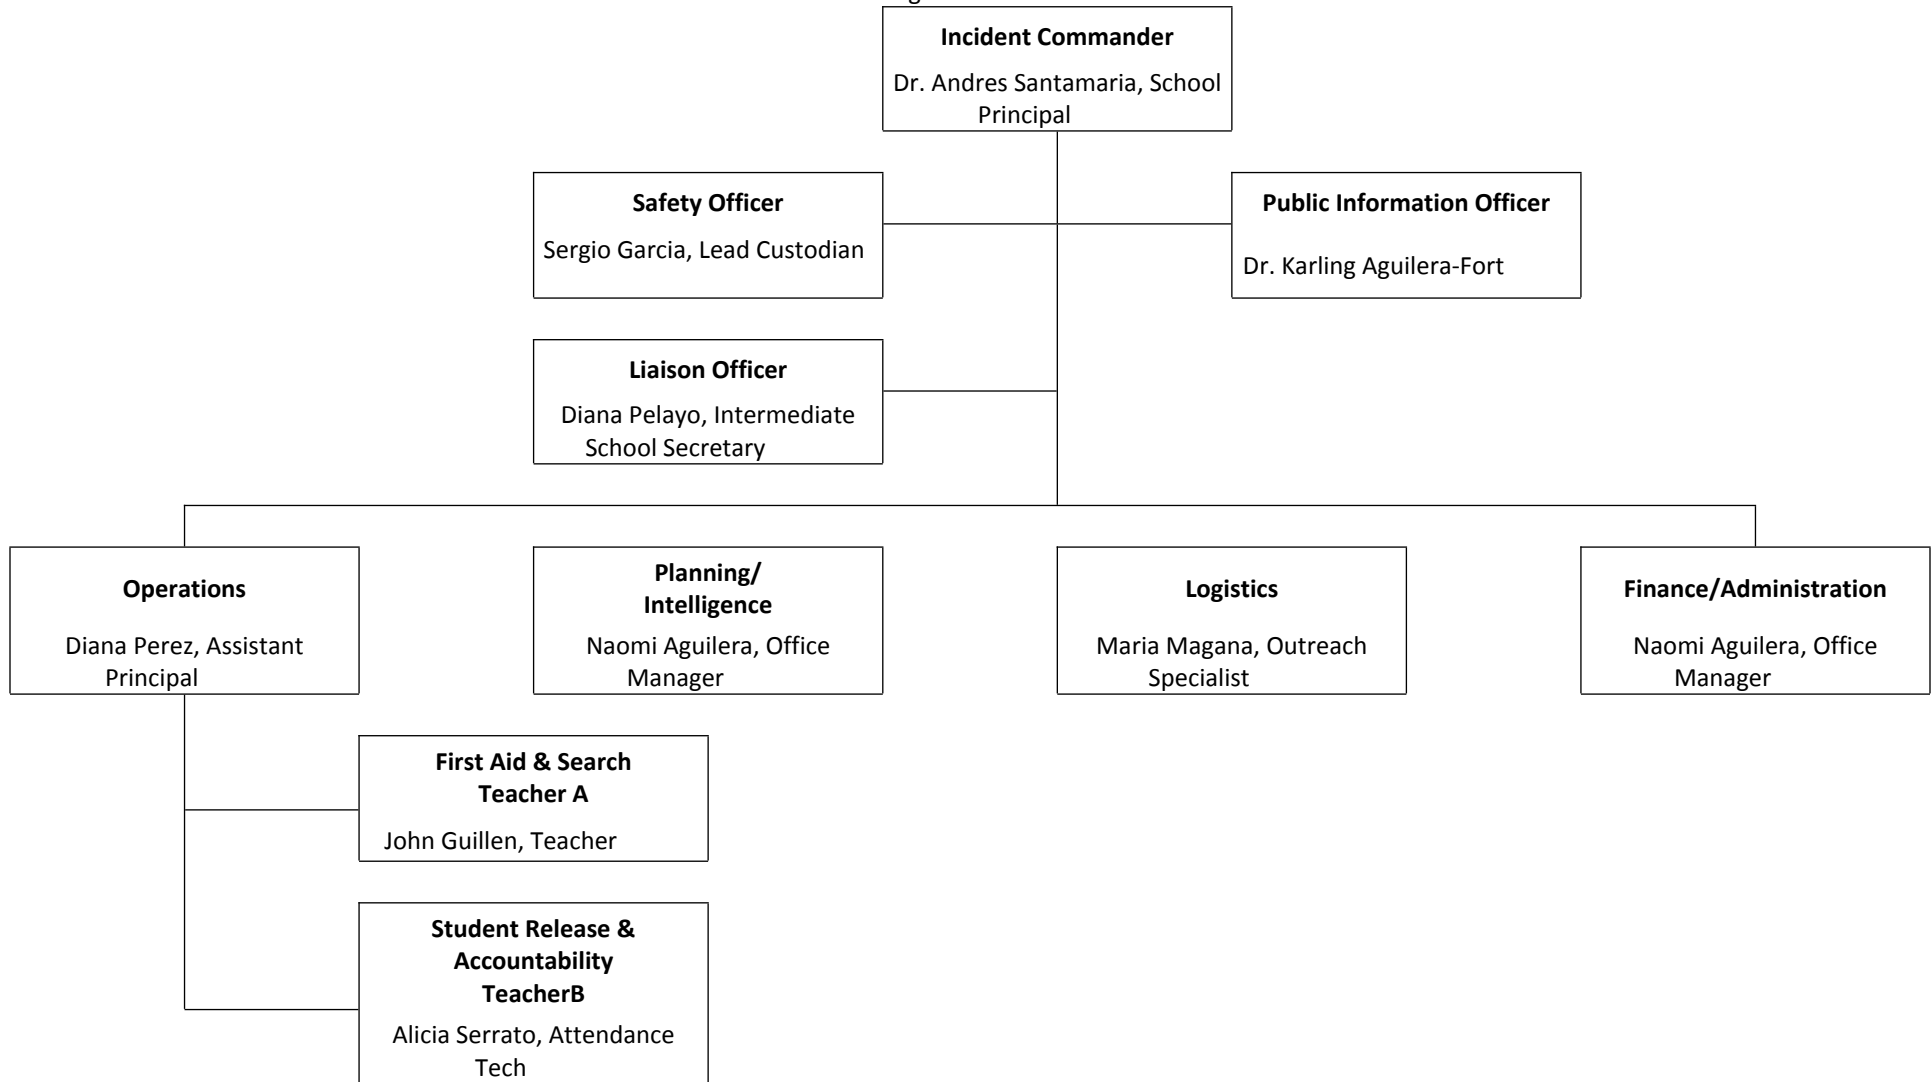 Incident Commander
Dr. Andres Santamaria, School
Principal
Safety Officer
Sergio Garcia, Lead Custodian
Public Information Officer
Dr. Karling Aguilera-Fort
Liaison Officer
Diana Pelayo, Intermediate
School Secretary
Operations
Diana Perez, Assistant
Principal
Planning/
Intelligence
Naomi Aguilera, Office
Manager
Logistics
Maria Magana, Outreach
Specialist
Finance/Administration
Naomi Aguilera, Office
Manager
First Aid & Search
Teacher A
John Guillen, Teacher
Student Release &
Accountability
TeacherB
Alicia Serrato, Attendance
Tech